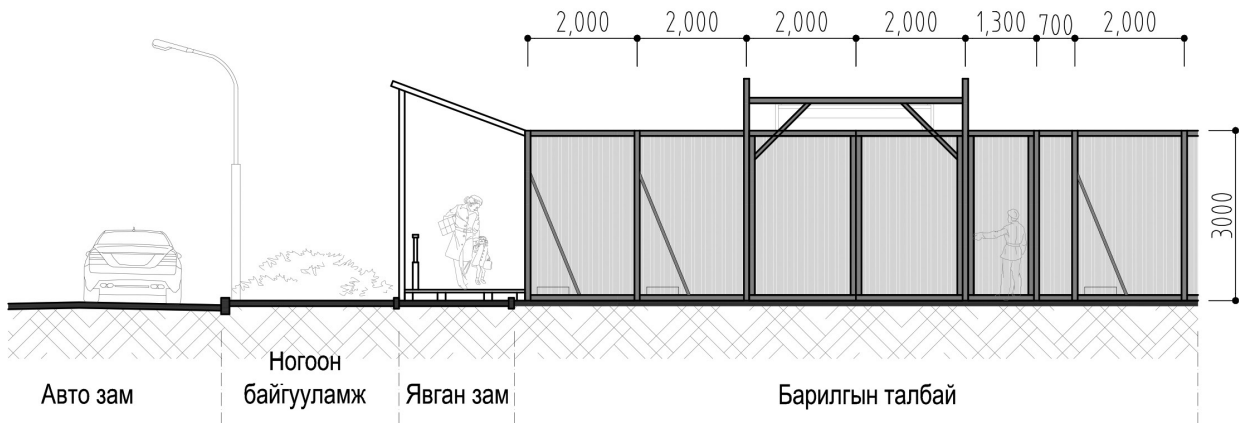 2,000 2,000 2,000 2,000 1,300 700 2,000
3000
Авто зам
Ногоон
байгууламж
Явган зам
Барилгын талбай